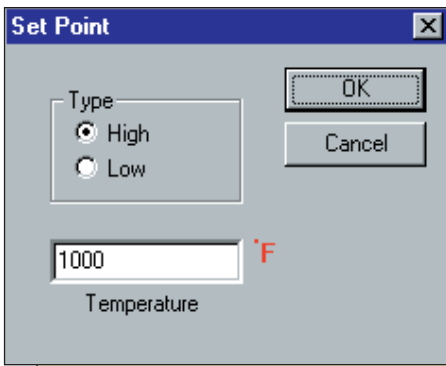 Set Point
Type
High
Low
OK
Cancel
1000 °F
Temperature